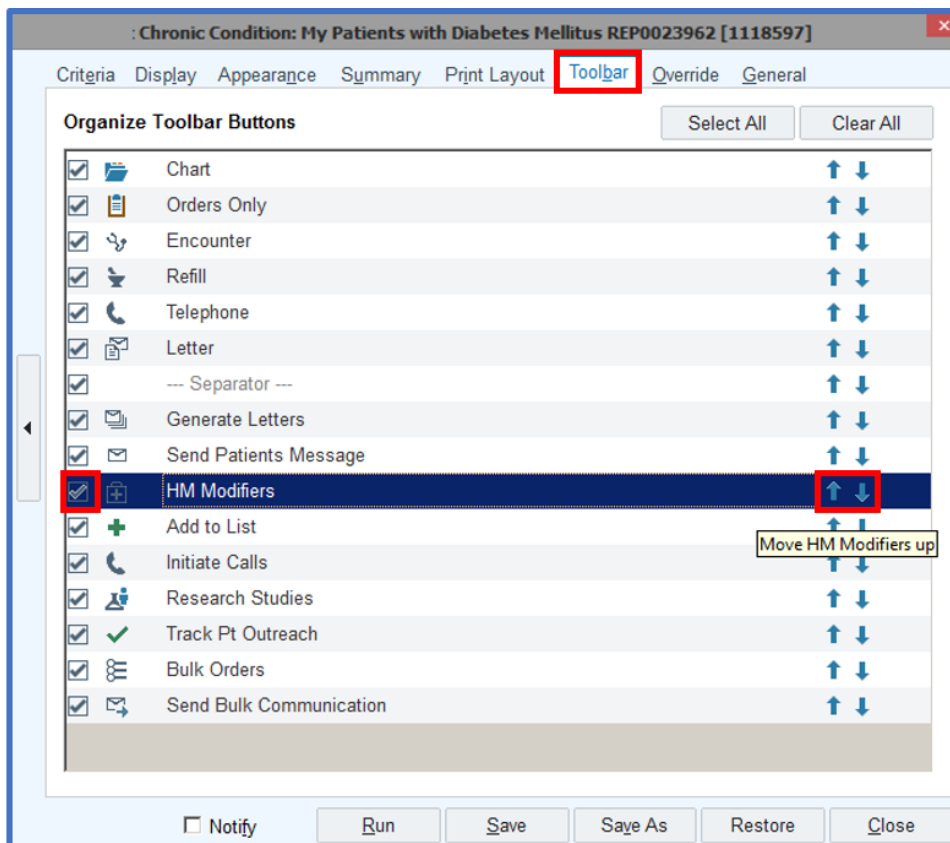 : Chronic Condition: My Patients with Diabetes Mellitus REP0023962 [1118597]
Criteria Display Appearance Summary Print Layout Toolbar Override General
Organize Toolbar Buttons Select All Clear All
Chart
Orders Only
Encounter
Refill
Telephone
Letter
--- Separator ---
Generate Letters
Send Patients Message
HM Modifiers
Add to List
Move HM Modifiers up
Initiate Calls
Research Studies
Track Pt Outreach
Bulk Orders
Send Bulk Communication
Notify Run Save Save As Restore Close